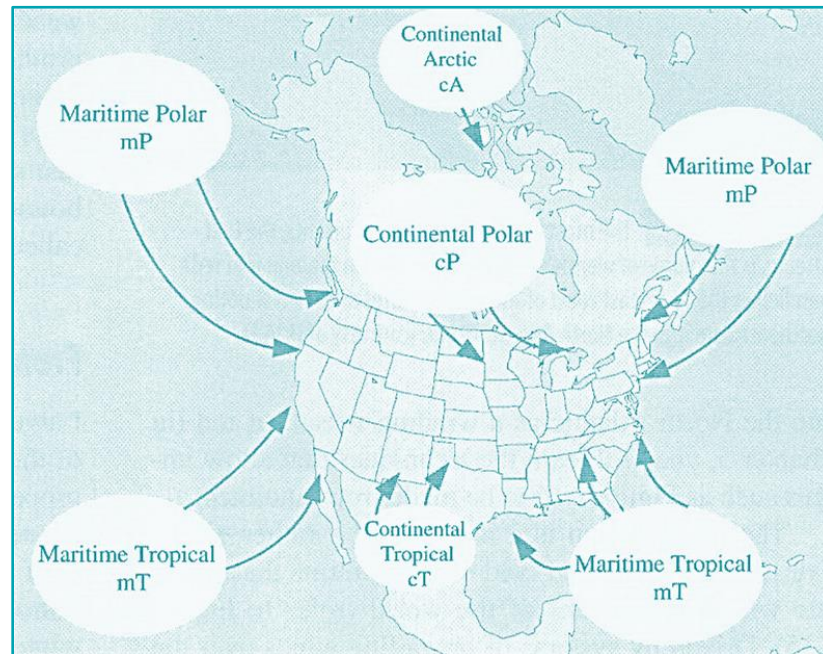 Continental
Arctic
cA
Maritime Polar
mP
Maritime Polar
mP
Continental Polar
cP
Maritime Tropical
mT
Continental
Tropical
cT
Maritime Tropical
mT